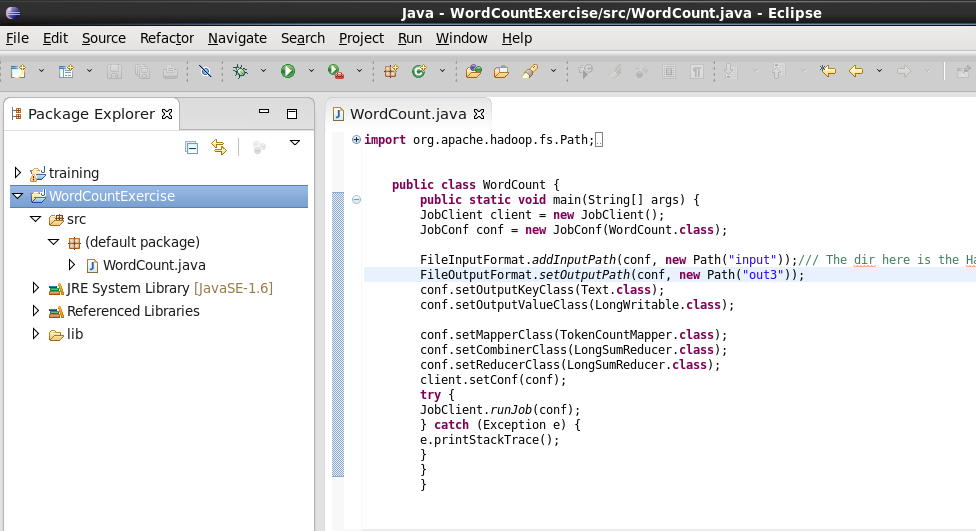 Java - WordCountExercise/src/WordCount.java - Eclipse
File Edit Source Refactor Navigate Search Project Run Window Help
Package Explorer
training
WordCountExercise
src
(default package)
WordCount.java
JRE System Library [JavaSE-1.6]
Referenced Libraries
lib
WordCount.java
import org.apache.hadoop.fs.Path;
public class WordCount {
public static void main(String[] args) {
JobClient client = new JobClient();
JobConf conf = new JobConf(WordCount.class);
FileInputFormat.addInputPath(conf, new Path("input"));/// The dir here is the Ha
FileOutputFormat.setOutputPath(conf, new Path("out3"));
conf.setOutputKeyClass(Text.class);
conf.setOutputValueClass(LongWritable.class);
conf.setMapperClass(TokenCountMapper.class);
conf.setCombinerClass(LongSumReducer.class);
conf.setReducerClass(LongSumReducer.class);
client.setConf(conf);
try {
JobClient.runJob(conf);
} catch (Exception e) {
e.printStackTrace();
}
}
}